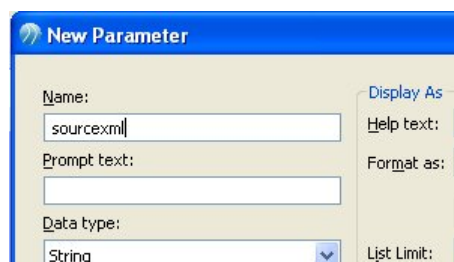 New Parameter
Name:
sourcexml
Prompt text:
Data type:
String
Display As
Help text:
Format as:
List Limit: